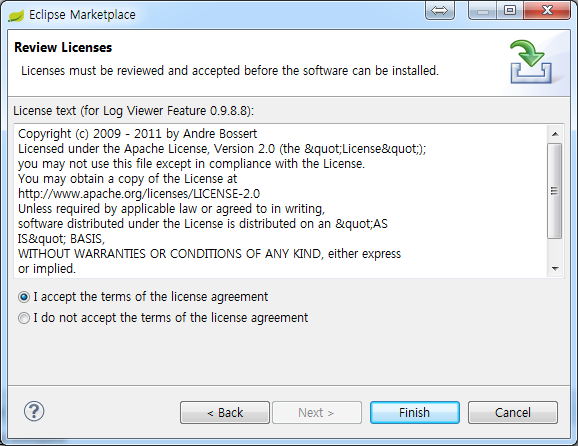 Eclipse Marketplace
Review Licenses
Licenses must be reviewed and accepted before the software can be installed.
License text (for Log Viewer Feature 0.9.8.8):
Copyright (c) 2009 - 2011 by Andre Bossert
Licensed under the Apache License, Version 2.0 (the &quot;License&quot;);
you may not use this file except in compliance with the License.
You may obtain a copy of the License at
http://www.apache.org/licenses/LICENSE-2.0
Unless required by applicable law or agreed to in writing,
software distributed under the License is distributed on an &quot;AS
IS&quot; BASIS,
WITHOUT WARRANTIES OR CONDITIONS OF ANY KIND, either express
or implied.
I accept the terms of the license agreement
I do not accept the terms of the license agreement
?
< Back
Next >
Finish
Cancel